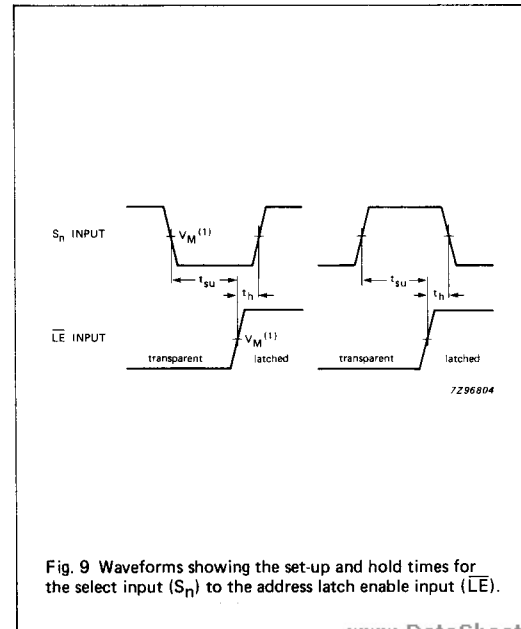 Sn INPUT
VM(1)
tsu
th
tsu
th
LE INPUT
VM(1)
transparent
latched
transparent
latched
7Z96804
Fig. 9 Waveforms showing the set-up and hold times for
the select input (Sn) to the address latch enable input (LE).